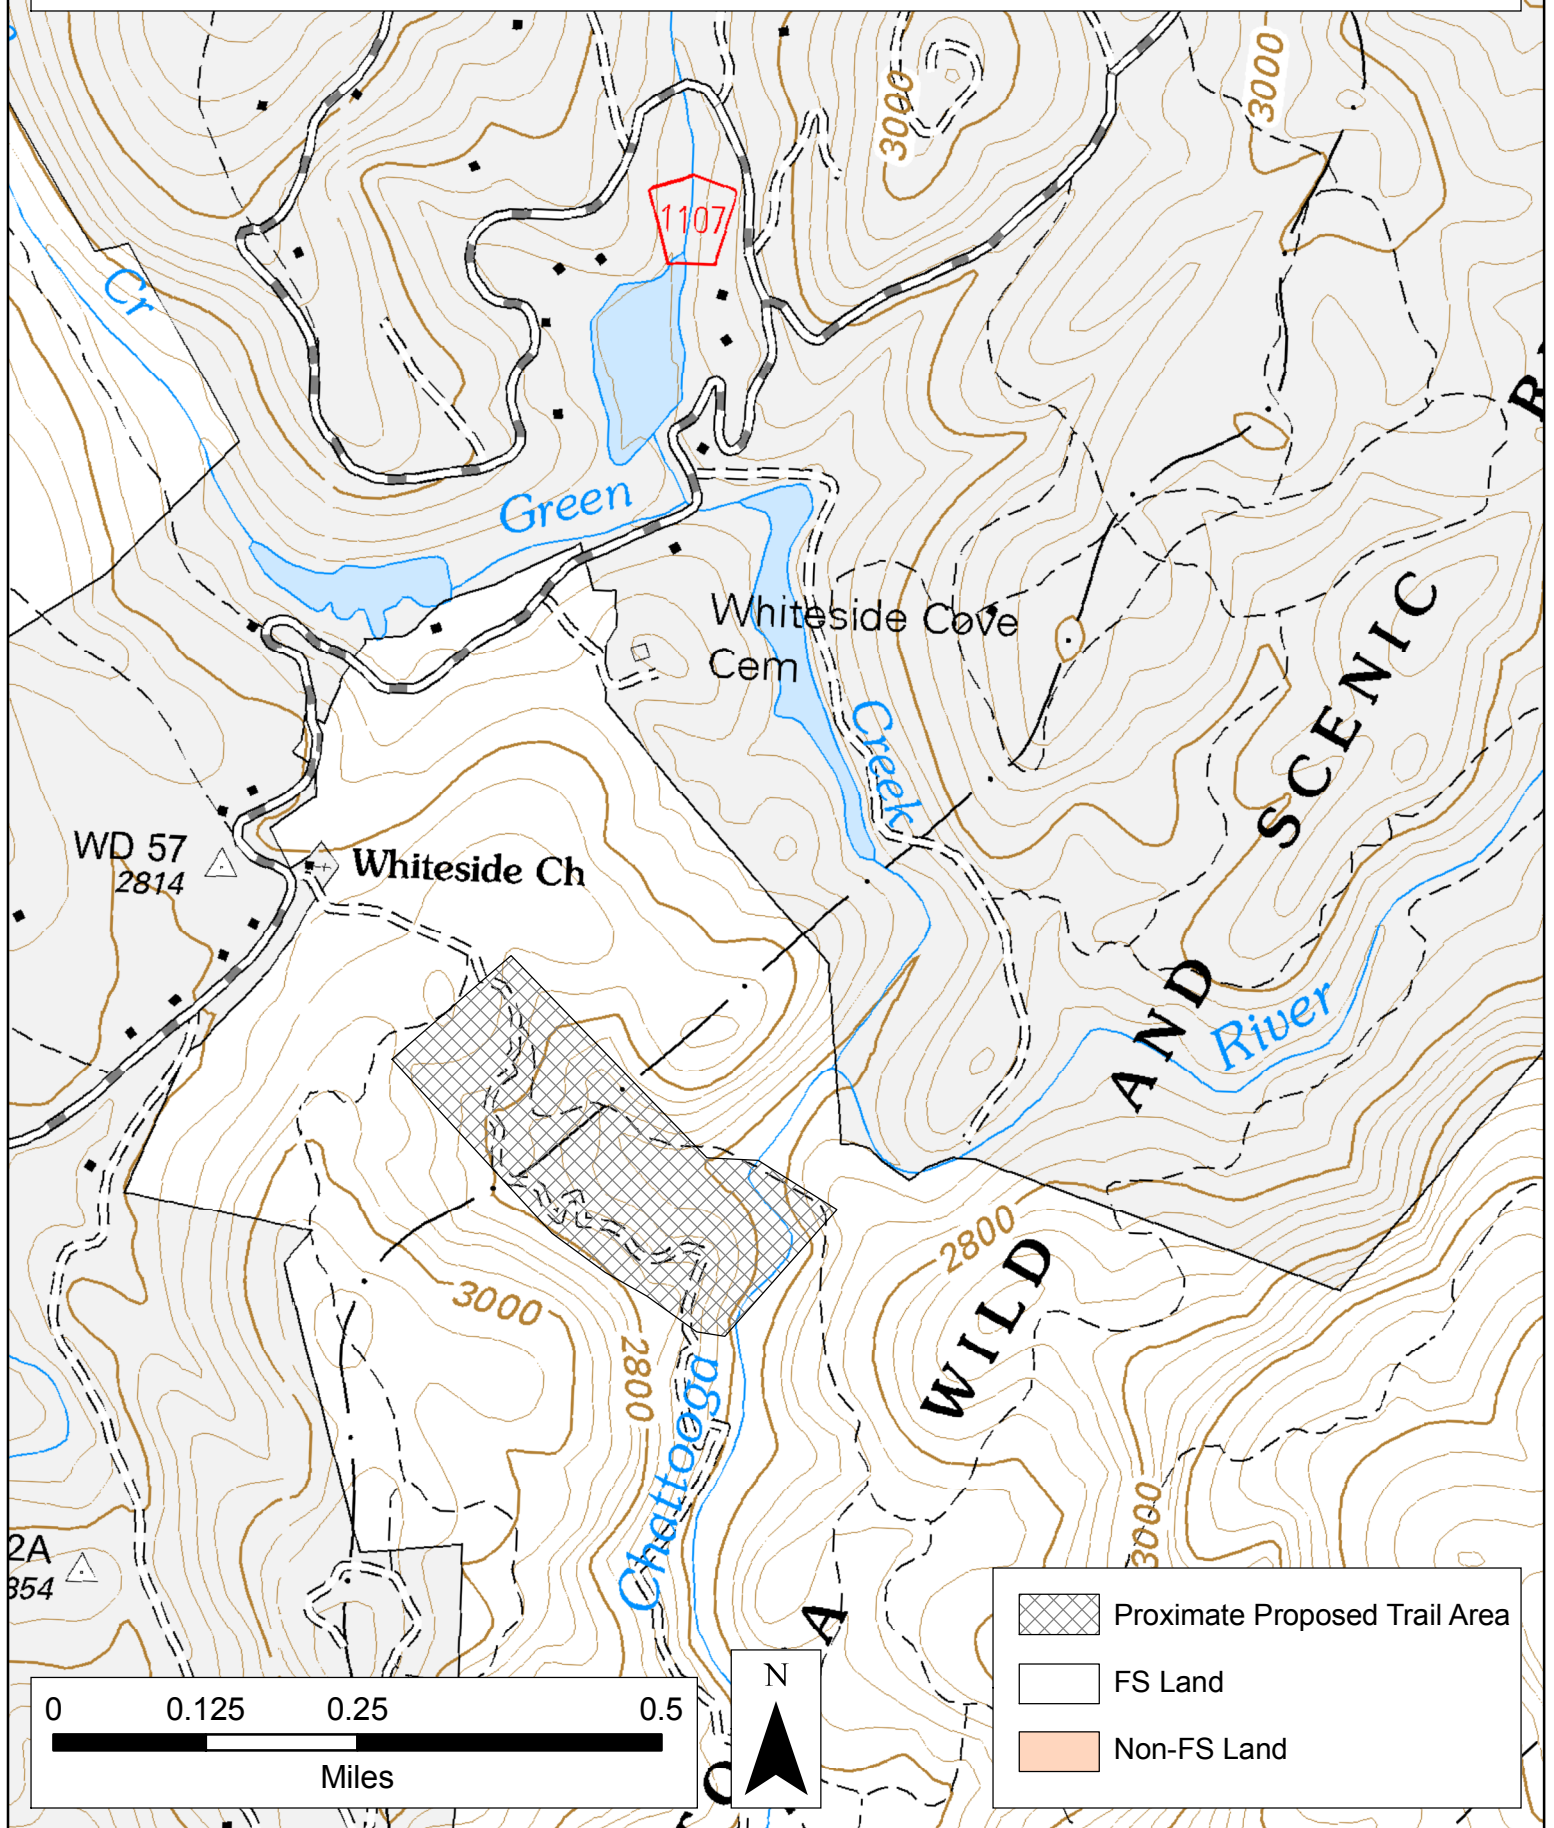 3000
3000
1107
Cr
Green
Whiteside Cove
Cem
SCENIC
Creek
WD 57
2814
Whiteside Ch
AND
River
2800
WILD
3000
2800
Chattooga
3000
2A
354
A
O
Proximate Proposed Trail Area
FS Land
Non-FS Land
N
0 0.125 0.25 0.5
Miles